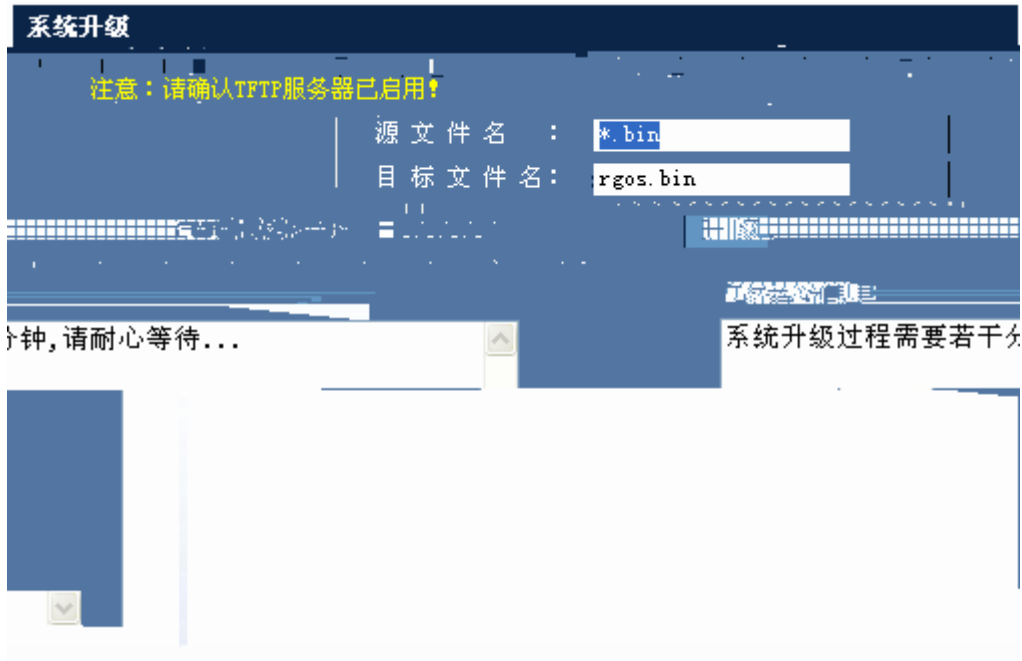 系统升级
注意：请确认TFTP服务器已启用！
源文件名 ： *.bin
目标文件名： rgos.bin
系统升级过程需要若干分
分钟,请耐心等待...